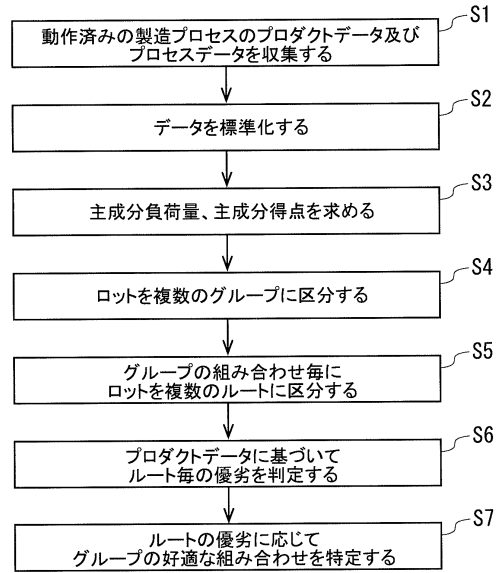 S1
動作済みの製造プロセスのプロダクトデータ及び
プロセスデータを収集する
S2
データを標準化する
S3
主成分負荷量、主成分得点を求める
S4
ロットを複数のグループに区分する
S5
グループの組み合わせ毎に
ロットを複数のルートに区分する
S6
プロダクトデータに基づいて
ルート毎の優劣を判定する
S7
ルートの優劣に応じて
グループの好適な組み合わせを特定する